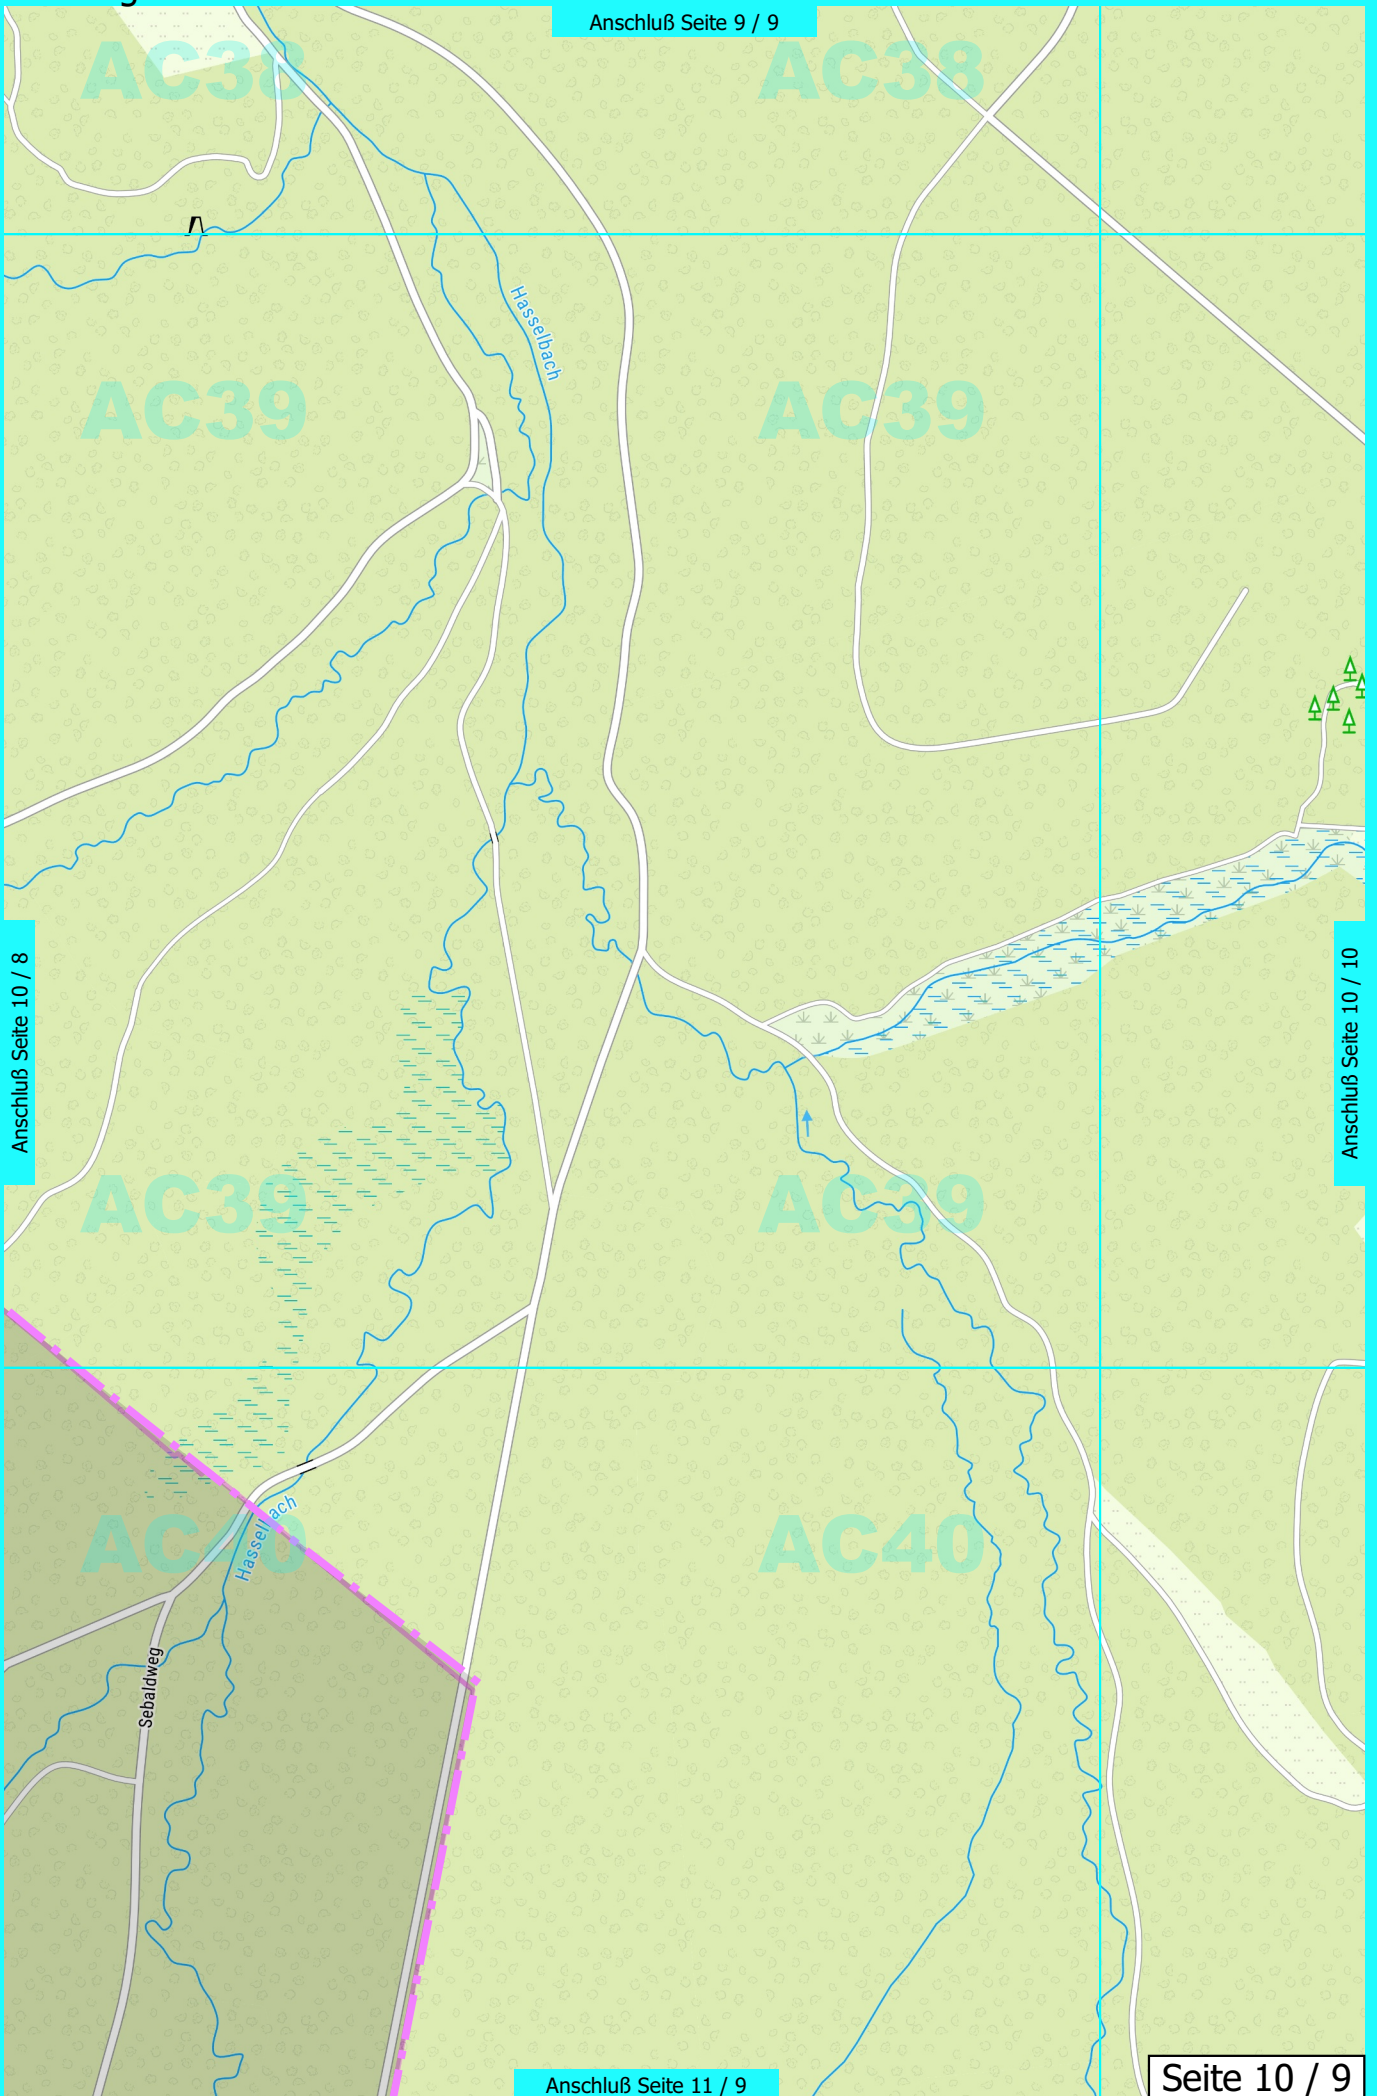 Anschluß Seite 9 / 9
AC38
AC38
Hasselbach
AC39
AC39
Anschluß Seite 10 / 8
Anschluß Seite 10 / 10
AC39
AC39
Hasselbach
AC40
AC40
Sebaldweg
Seite 10 / 9
Anschluß Seite 11 / 9